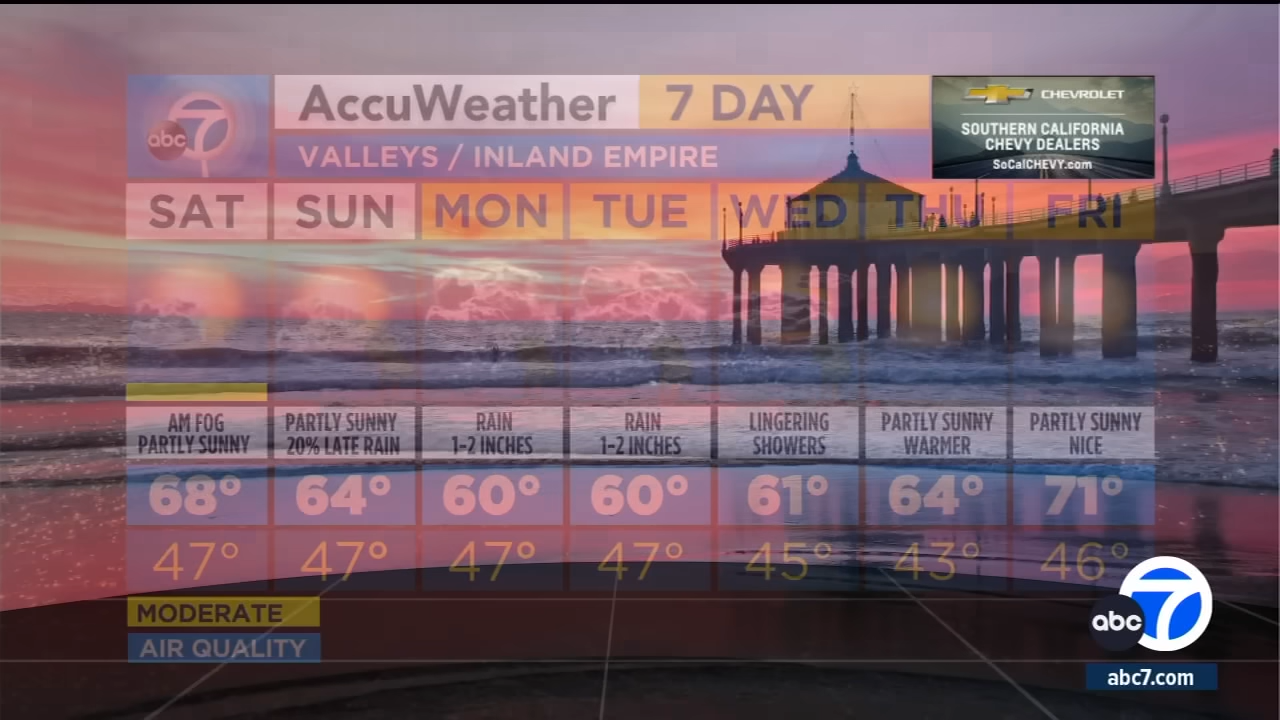 abc 7
AccuWeather 7 DAY
VALLEYS / INLAND EMPIRE
CHEVROLET
SOUTHERN CALIFORNIA
CHEVY DEALERS
SoCalCHEVY.com
SAT SUN MON TUE WED THU FRI
AM FOG
PARTLY SUNNY
PARTLY SUNNY
20% LATE RAIN
RAIN
1-2 INCHES
RAIN
1-2 INCHES
LINGERING
SHOWERS
PARTLY SUNNY
WARMER
PARTLY SUNNY
NICE
68° 64° 60° 60° 61° 64° 71°
47° 47° 47° 47° 45° 43° 46°
MODERATE
AIR QUALITY
abc 7
abc7.com